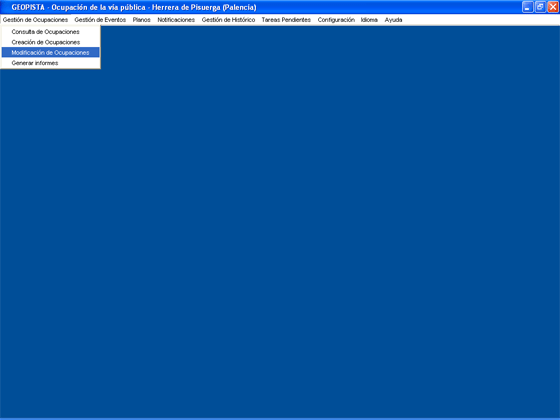 GEOPISTA - Ocupación de la vía pública - Herrera de Pisuerga (Palencia)
Gestión de Ocupaciones Gestión de Eventos Planos Notificaciones Gestión de Histórico Tareas Pendientes Configuración Idioma Ayuda
Consulta de Ocupaciones
Creación de Ocupaciones
Modificación de Ocupaciones
Generar informes